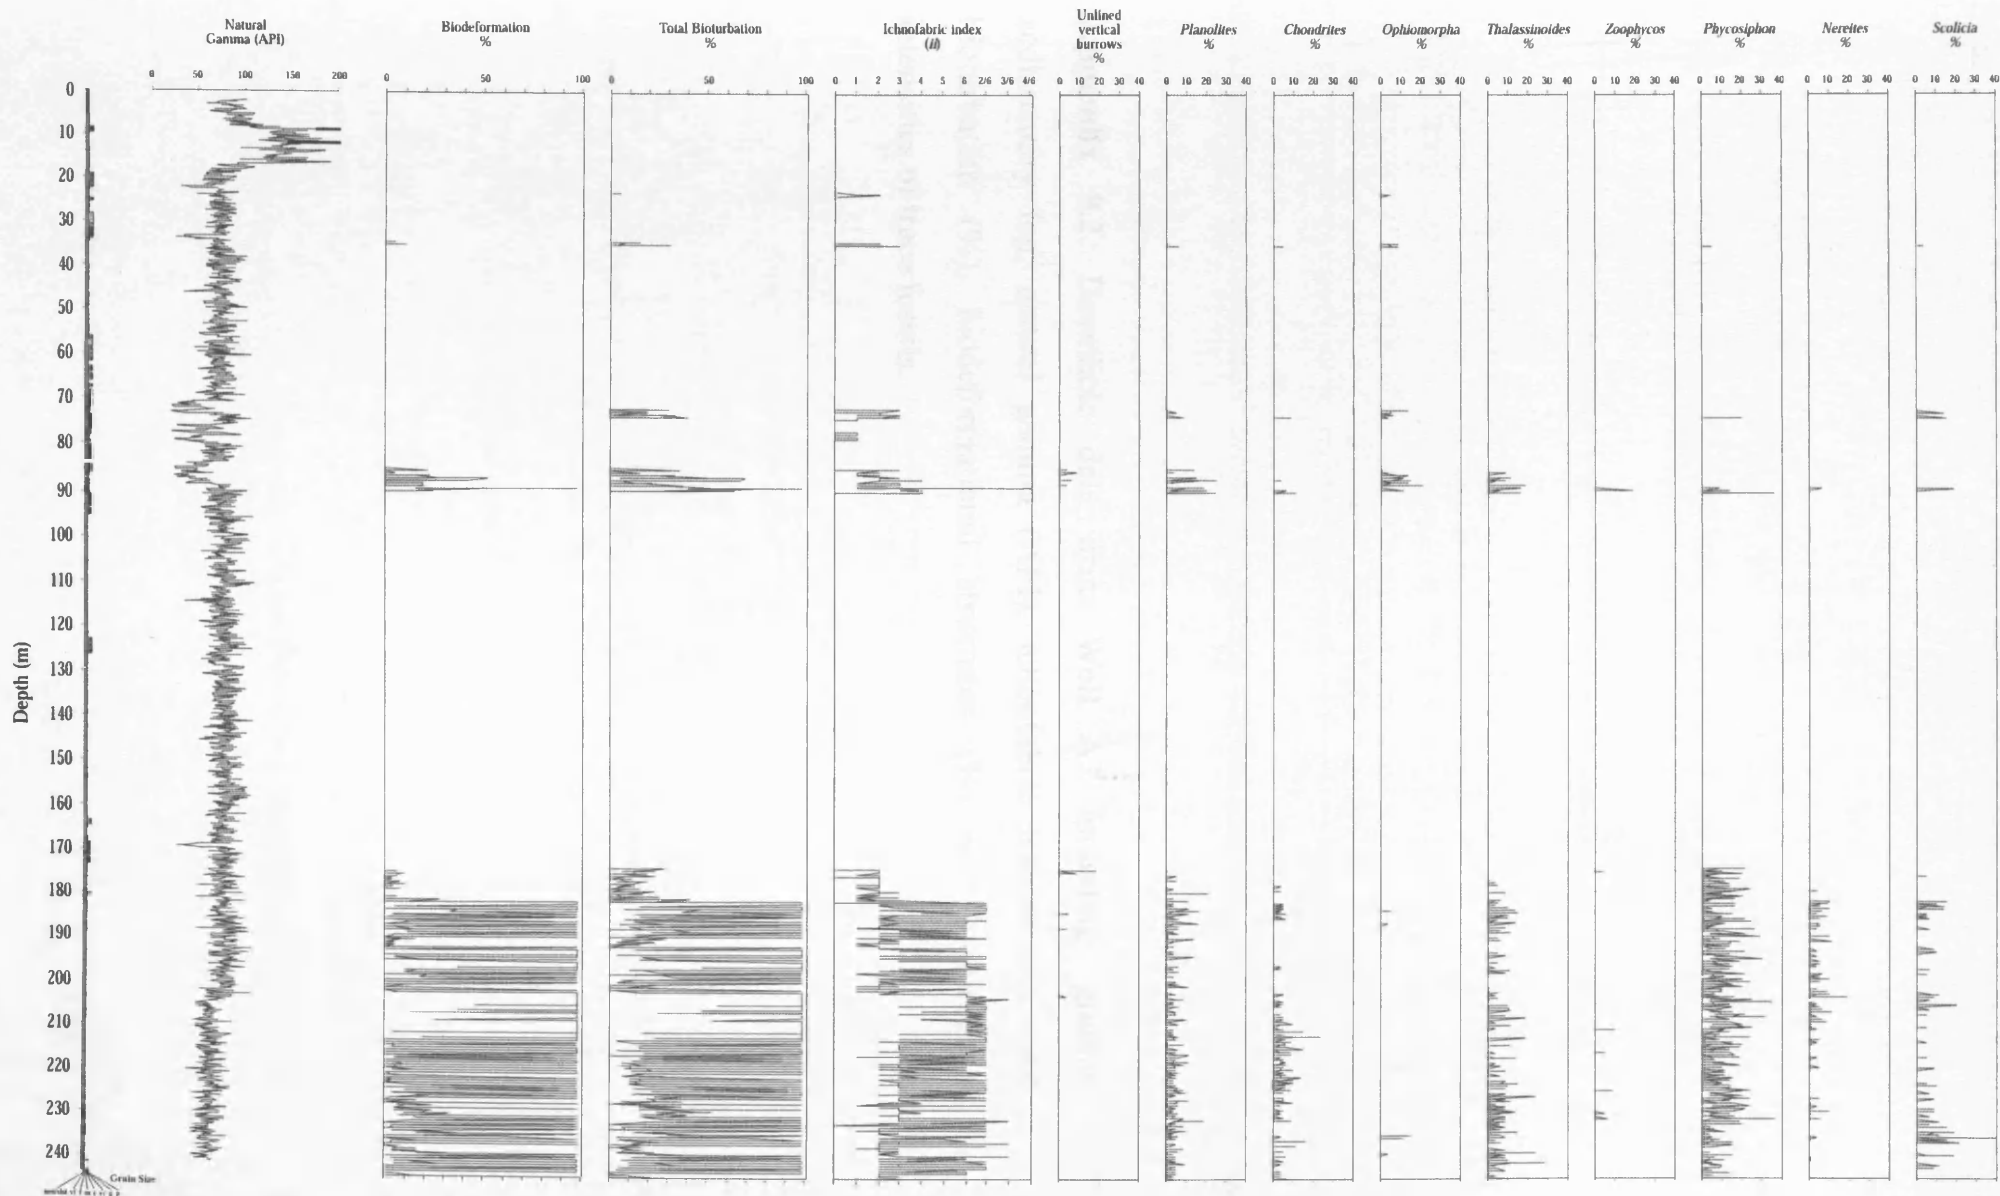 Natural
Gamma (API)
Biodeformation
%
Total Bioturbation
%
Ichnofabric index
(ii)
Unlined
vertical
burrows
%
Planolites
%
Chondrites
%
Ophiomorpha
%
Thalassinoides
%
Zoophycos
%
Phycosiphon
%
Nereites
%
Scolicia
%
0 50 100 150 200
0 50 100
0 50 100
0 1 2 3 4 5 6 2/6 3/6 4/6
0 10 20 30 40
0 10 20 30 40
0 10 20 30 40
0 10 20 30 40
0 10 20 30 40
0 10 20 30 40
0 10 20 30 40
0 10 20 30 40
0 10 20 30 40
Depth (m)
0
10
20
30
40
50
60
70
80
90
100
110
120
130
140
150
160
170
180
190
200
210
220
230
240
Grain Size